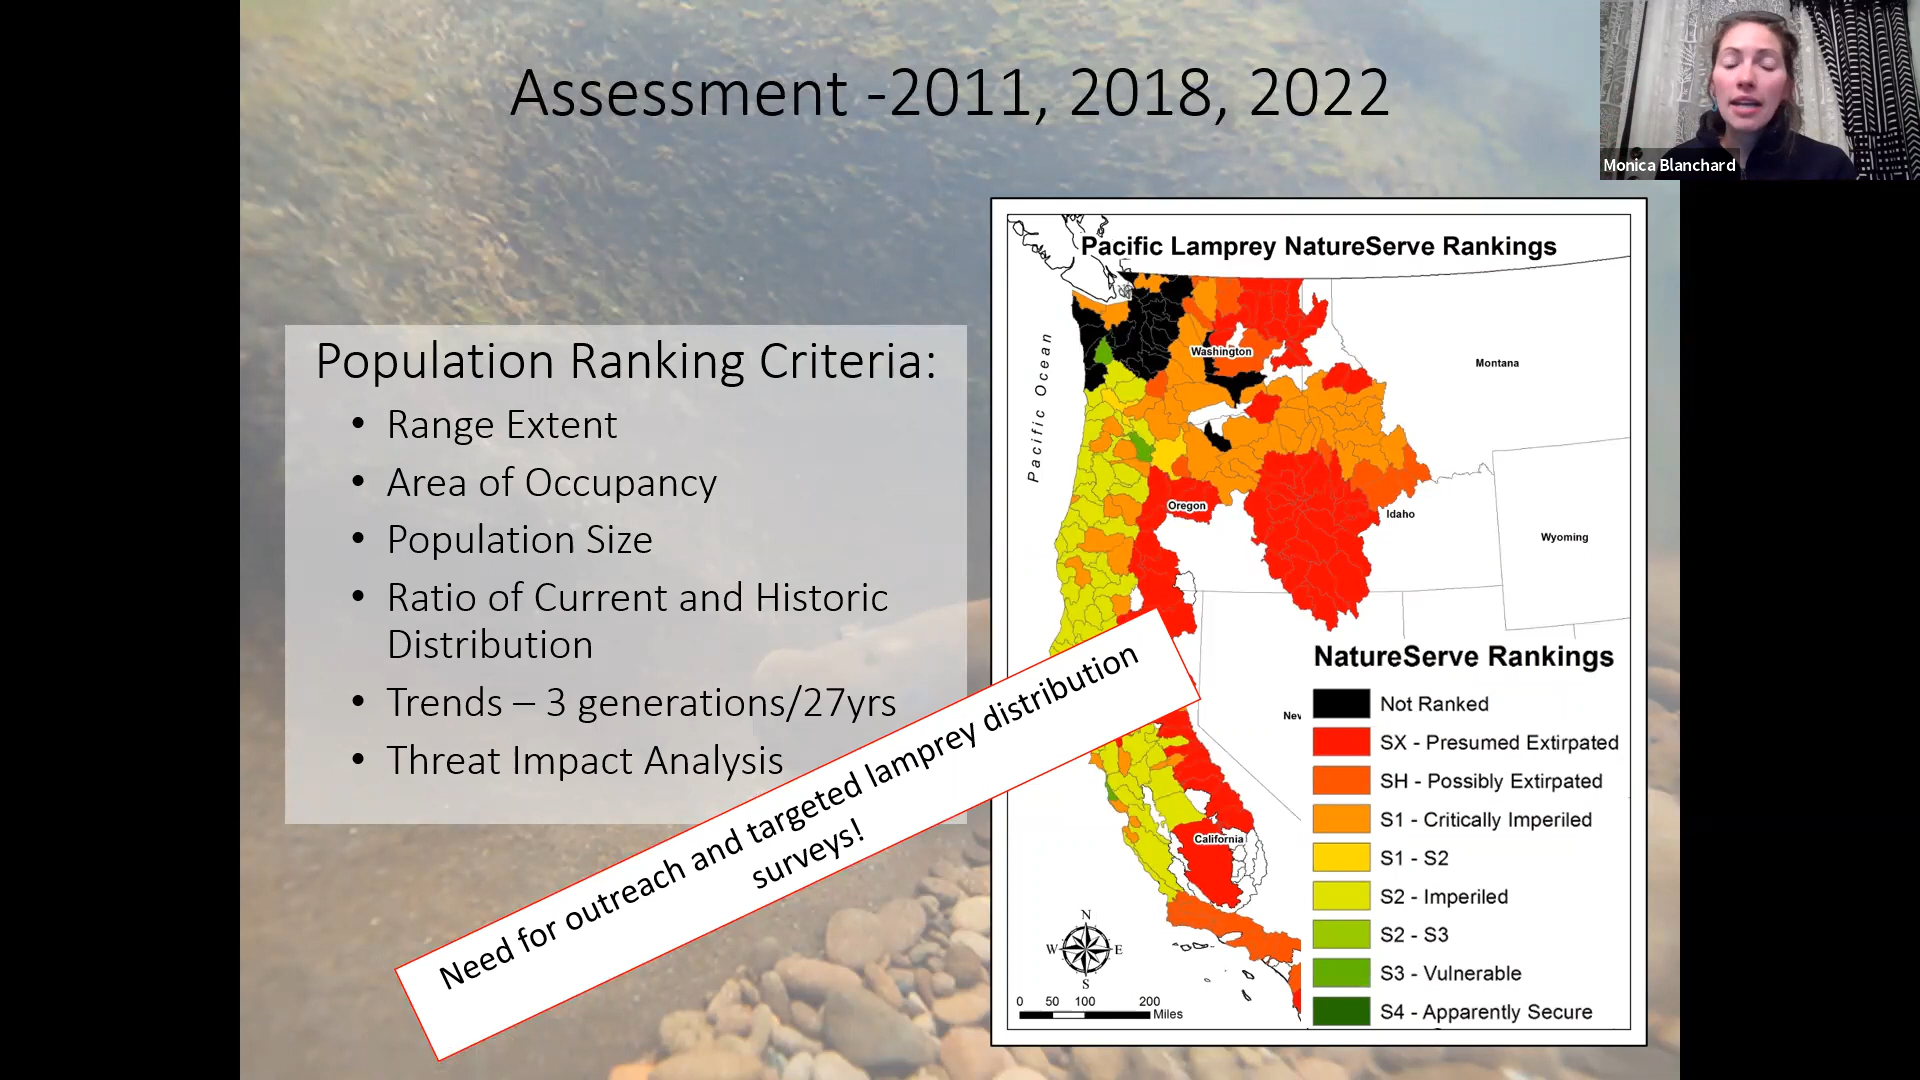 Assessment -2011, 2018, 2022
Monica Blanchard
Population Ranking Criteria:
• Range Extent
• Area of Occupancy
• Population Size
• Ratio of Current and Historic
Distribution
• Trends – 3 generations/27yrs
• Threat Impact Analysis
Need for outreach and targeted lamprey distribution
surveys!
Pacific Lamprey NatureServe Rankings
Pacific Ocean
Washington
Montana
Oregon
Idaho
Wyoming
Nev
California
NatureServe Rankings
Not Ranked
SX - Presumed Extirpated
SH - Possibly Extirpated
S1 - Critically Imperiled
S1 - S2
S2 - Imperiled
S2 - S3
S3 - Vulnerable
S4 - Apparently Secure
N
W E
S
0 50 100 200
Miles